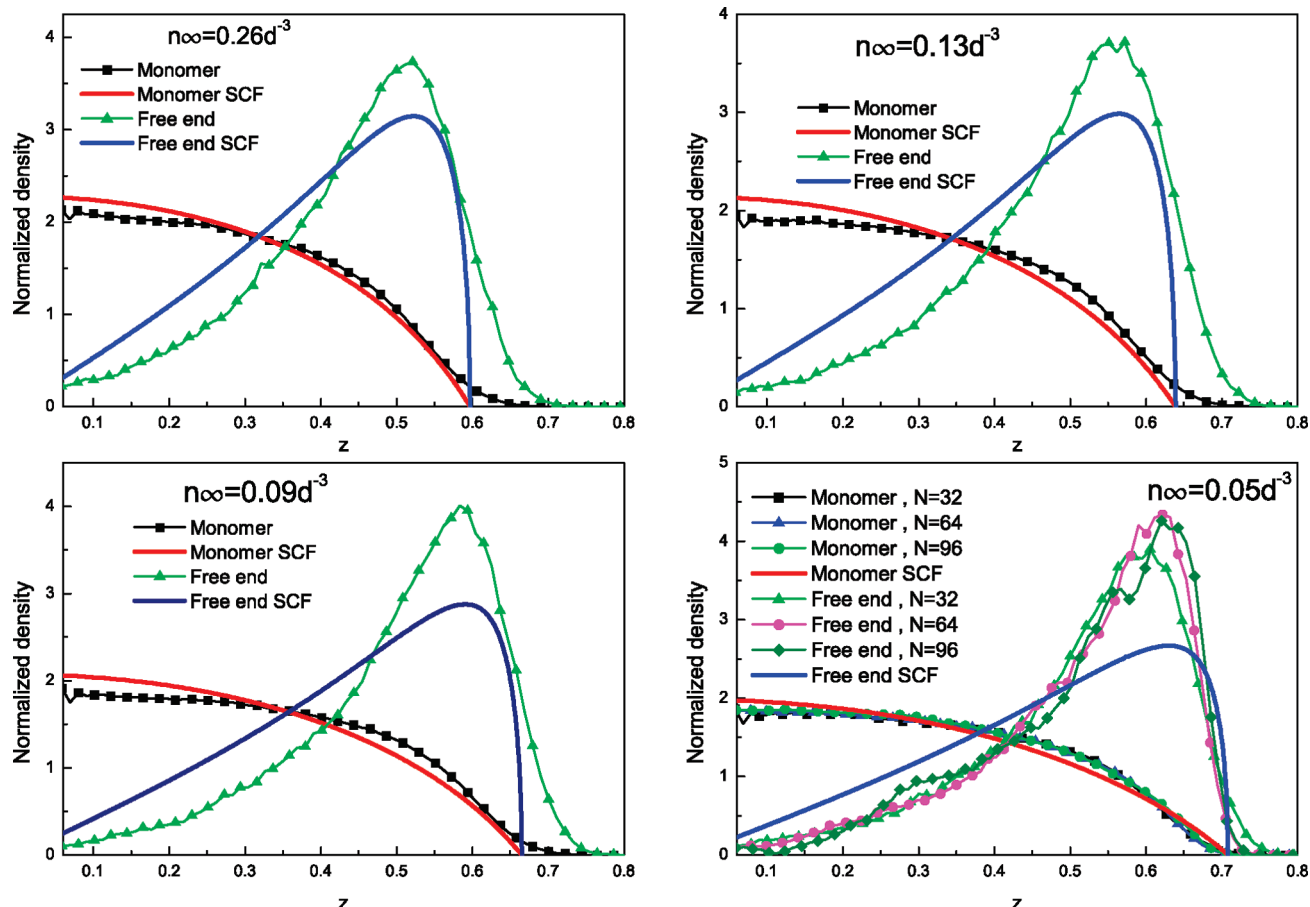 n∞=0.26d⁻³
Monomer
Monomer SCF
Free end
Free end SCF
Normalized density
4
3
2
1
0
0.1 0.2 0.3 0.4 0.5 0.6 0.7 0.8
z
n∞=0.13d⁻³
Monomer
Monomer SCF
Free end
Free end SCF
Normalized density
4
3
2
1
0
0.1 0.2 0.3 0.4 0.5 0.6 0.7 0.8
z
n∞=0.09d⁻³
Monomer
Monomer SCF
Free end
Free end SCF
Normalized density
4
3
2
1
0
0.1 0.2 0.3 0.4 0.5 0.6 0.7 0.8
z
n∞=0.05d⁻³
Monomer , N=32
Monomer , N=64
Monomer , N=96
Monomer SCF
Free end , N=32
Free end , N=64
Free end , N=96
Free end SCF
Normalized density
5
4
3
2
1
0
0.1 0.2 0.3 0.4 0.5 0.6 0.7 0.8
z